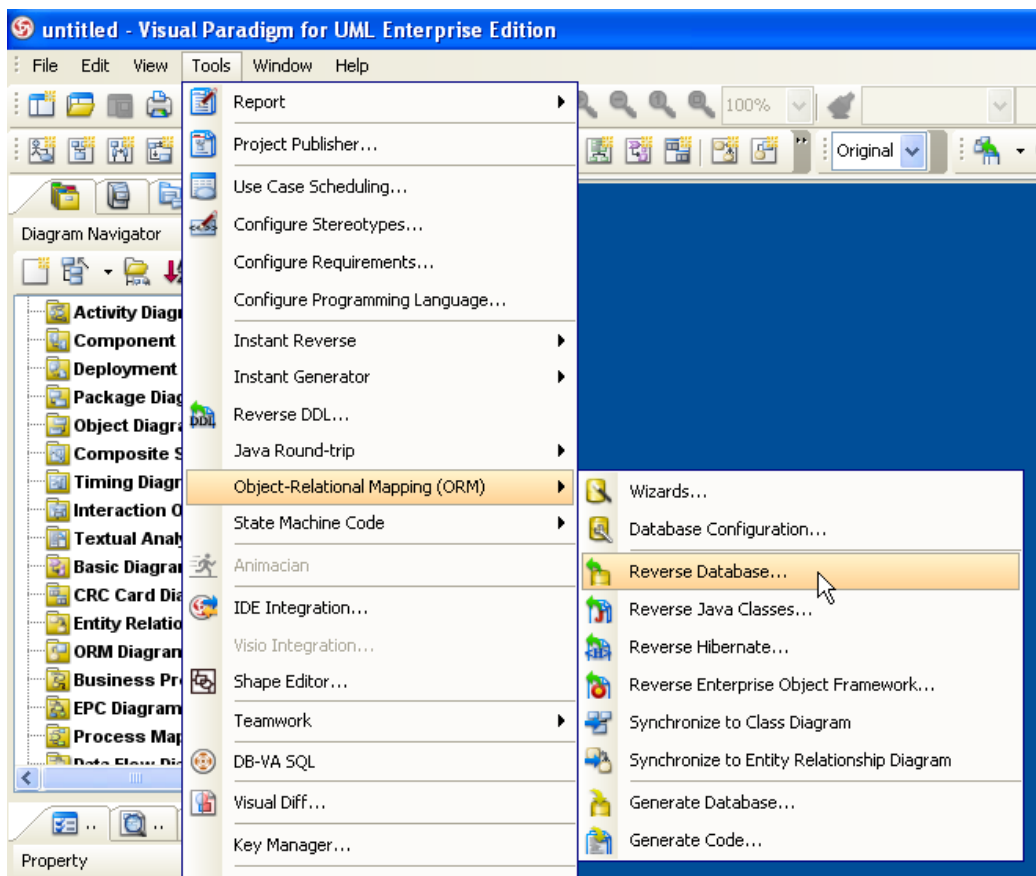 untitled - Visual Paradigm for UML Enterprise Edition
File Edit View Tools Window Help
100%
Original
Diagram Navigator
Activity Diagr
Component
Deployment
Package Diag
Object Diagra
Composite S
Timing Diagr
Interaction O
Textual Analy
Basic Diagra
CRC Card Dia
Entity Relatio
ORM Diagran
Business Pr
EPC Diagram
Process Map
Data Flow Dia
Property
Report
Project Publisher...
Use Case Scheduling...
Configure Stereotypes...
Configure Requirements...
Configure Programming Language...
Instant Reverse
Instant Generator
DDL Reverse DDL...
Java Round-trip
Object-Relational Mapping (ORM)
State Machine Code
Animacian
IDE Integration...
Visio Integration...
Shape Editor...
Teamwork
DB-VA SQL
Visual Diff...
Key Manager...
Wizards...
Database Configuration...
Reverse Database...
Reverse Java Classes...
Reverse Hibernate...
Reverse Enterprise Object Framework...
Synchronize to Class Diagram
Synchronize to Entity Relationship Diagram
Generate Database...
Generate Code...